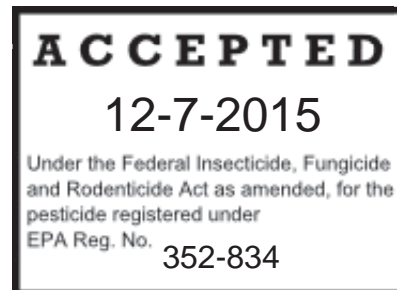 ACCEPTED
12-7-2015
Under the Federal Insecticide, Fungicide
and Rodenticide Act as amended, for the
pesticide registered under
EPA Reg. No. 352-834